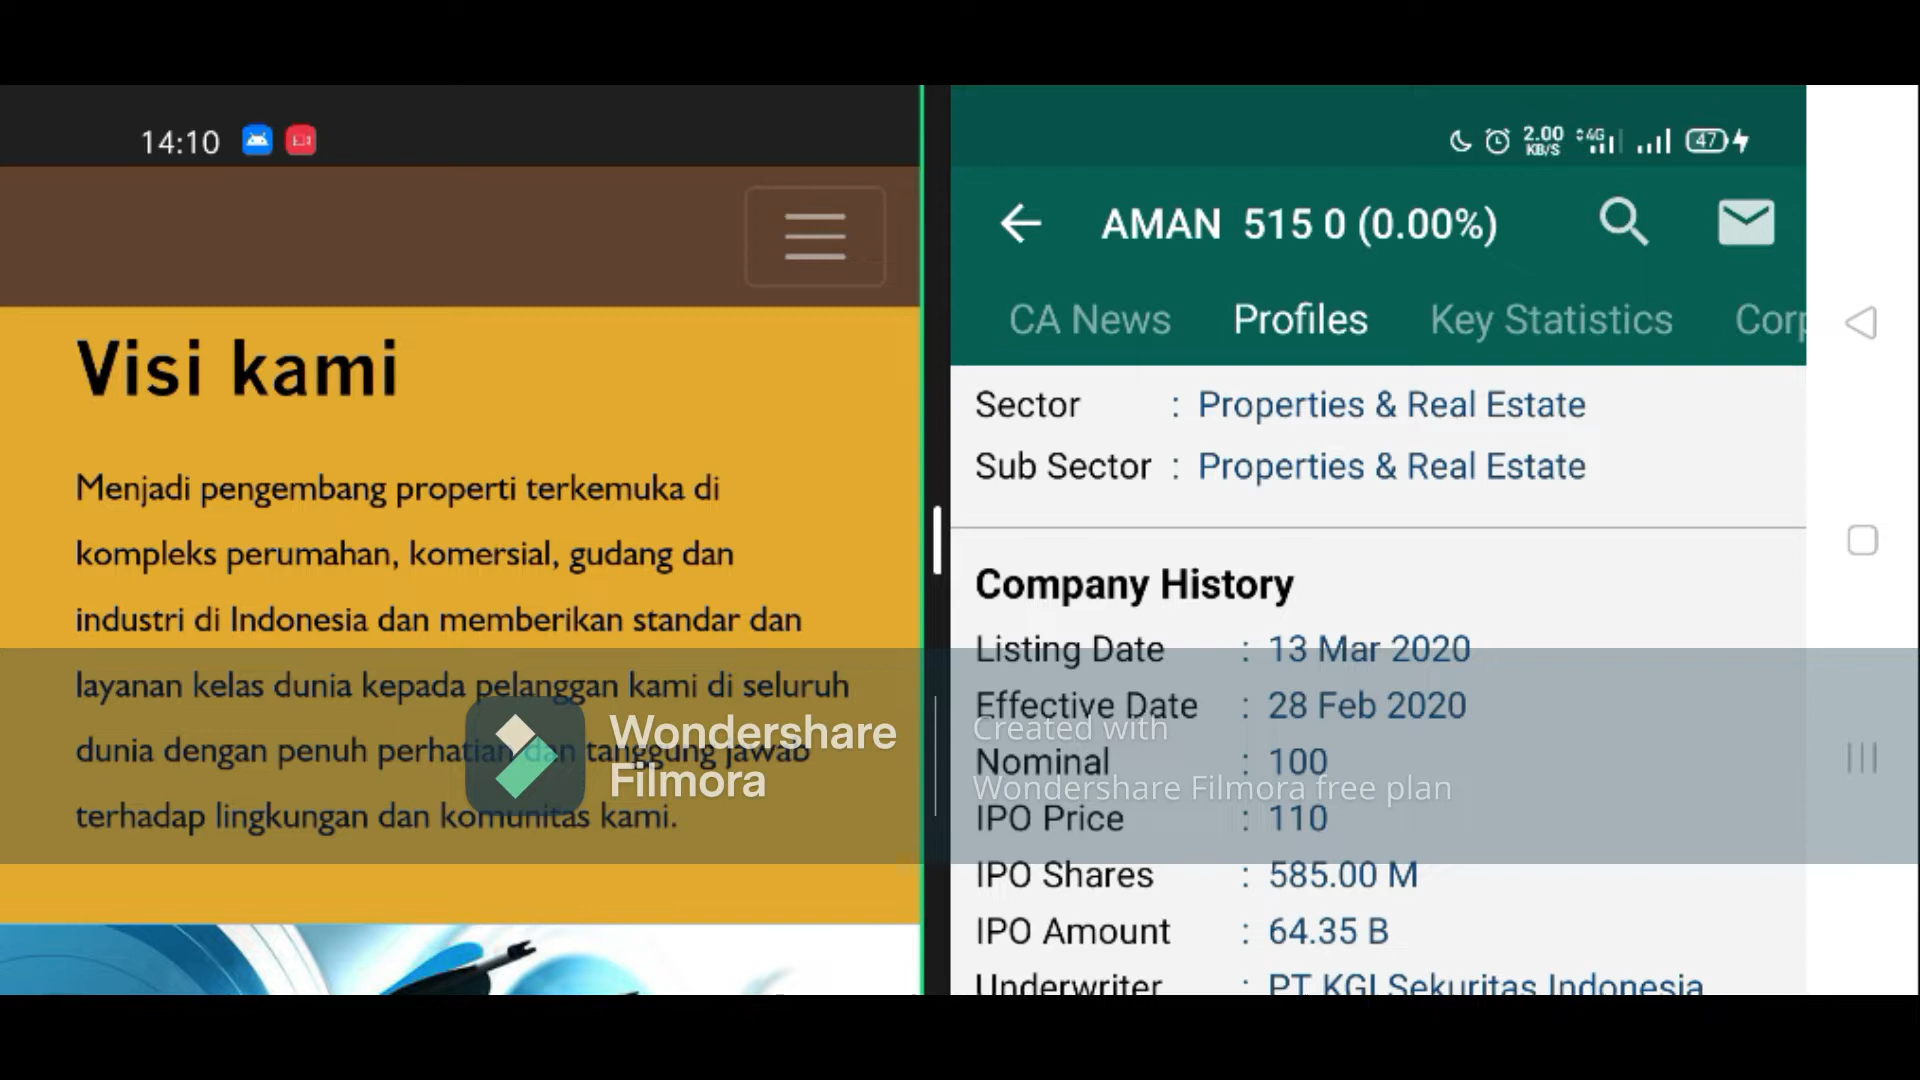 14:10
Visi kami
Menjadi pengembang properti terkemuka di
kompleks perumahan, komersial, gudang dan
industri di Indonesia dan memberikan standar dan
layanan kelas dunia kepada pelanggan kami di seluruh
dunia dengan penuh perhatian dan tanggung jawab
terhadap lingkungan dan komunitas kami.
2.00 KB/S 4G 47
AMAN 515 0 (0.00%)
CA News Profiles Key Statistics Corp
Sector : Properties & Real Estate
Sub Sector : Properties & Real Estate
Company History
Listing Date : 13 Mar 2020
Effective Date : 28 Feb 2020
Nominal : 100
IPO Price : 110
IPO Shares : 585.00 M
IPO Amount : 64.35 B
Underwriter : PT KGI Sekuritas Indonesia
Wondershare
Filmora
Created with
Wondershare Filmora free plan